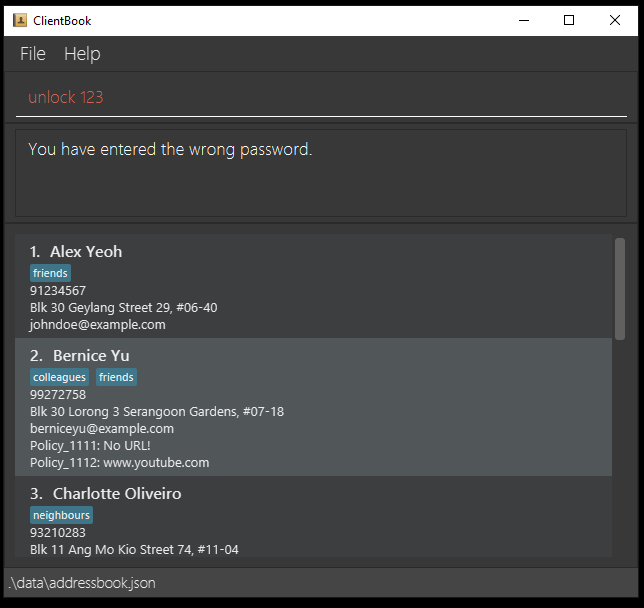 ClientBook
File Help
unlock 123
You have entered the wrong password.
1. Alex Yeoh
friends
91234567
Blk 30 Geylang Street 29, #06-40
johndoe@example.com
2. Bernice Yu
colleagues friends
99272758
Blk 30 Lorong 3 Serangoon Gardens, #07-18
berniceyu@example.com
Policy_1111: No URL!
Policy_1112: www.youtube.com
3. Charlotte Oliveiro
neighbours
93210283
Blk 11 Ang Mo Kio Street 74, #11-04
.\data\addressbook.json